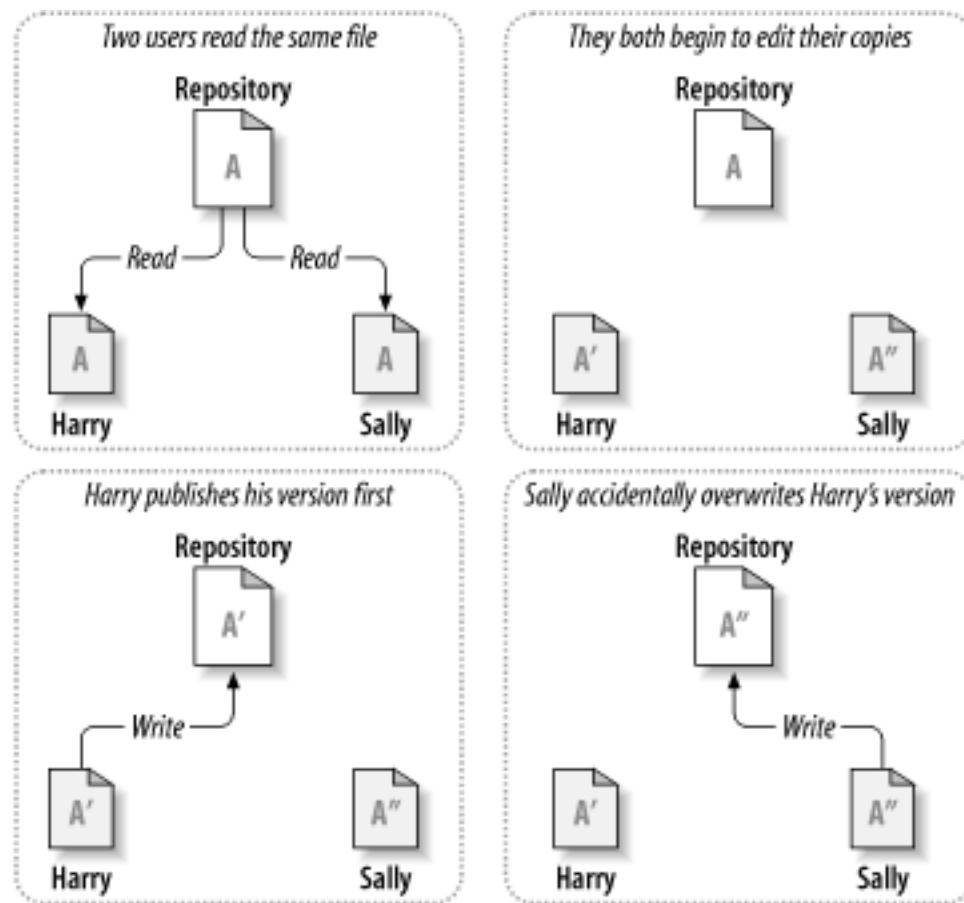 Two users read the same file
Repository
A
Read
Read
A
A
Harry
Sally
They both begin to edit their copies
Repository
A
A′
A″
Harry
Sally
Harry publishes his version first
Repository
A′
Write
A′
A″
Harry
Sally
Sally accidentally overwrites Harry's version
Repository
A″
Write
A′
A″
Harry
Sally